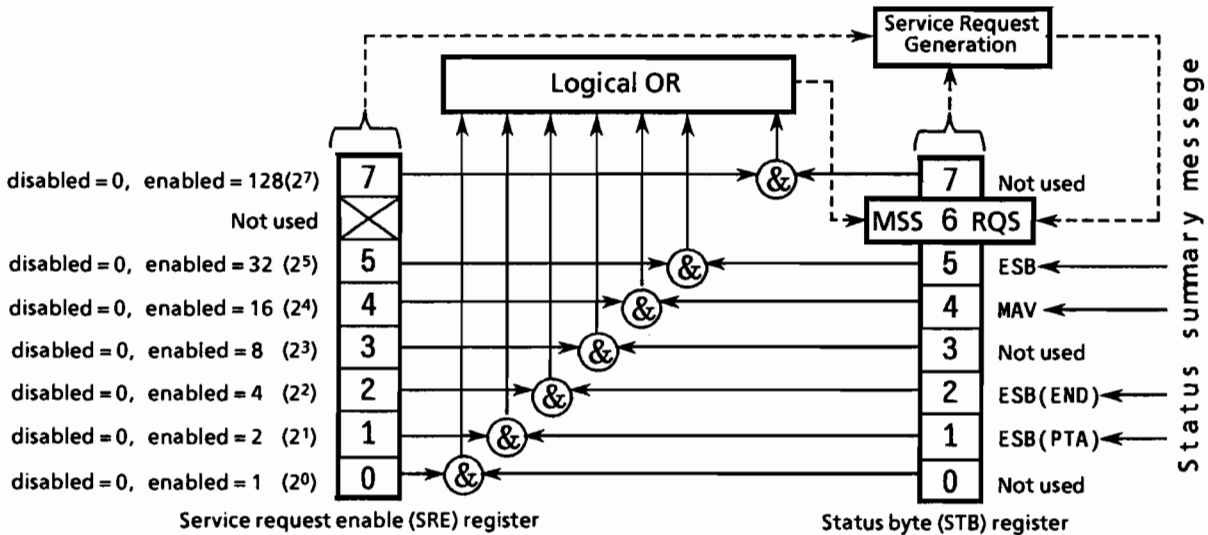 Service Request
Generation
Logical OR
disabled = 0, enabled = 128(2⁷)
7
&
7
Not used
Not used
MSS 6 RQS
disabled = 0, enabled = 32 (2⁵)
5
&
5
ESB
disabled = 0, enabled = 16 (2⁴)
4
&
4
MAV
disabled = 0, enabled = 8 (2³)
3
&
3
Not used
disabled = 0, enabled = 4 (2²)
2
&
2
ESB(END)
disabled = 0, enabled = 2 (2¹)
1
&
1
ESB(PTA)
disabled = 0, enabled = 1 (2⁰)
0
&
0
Not used
Service request enable (SRE) register
Status byte (STB) register
Status summary messege